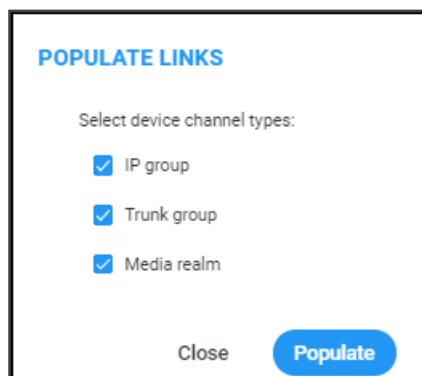 POPULATE LINKS
Select device channel types:
IP group
Trunk group
Media realm
Close Populate